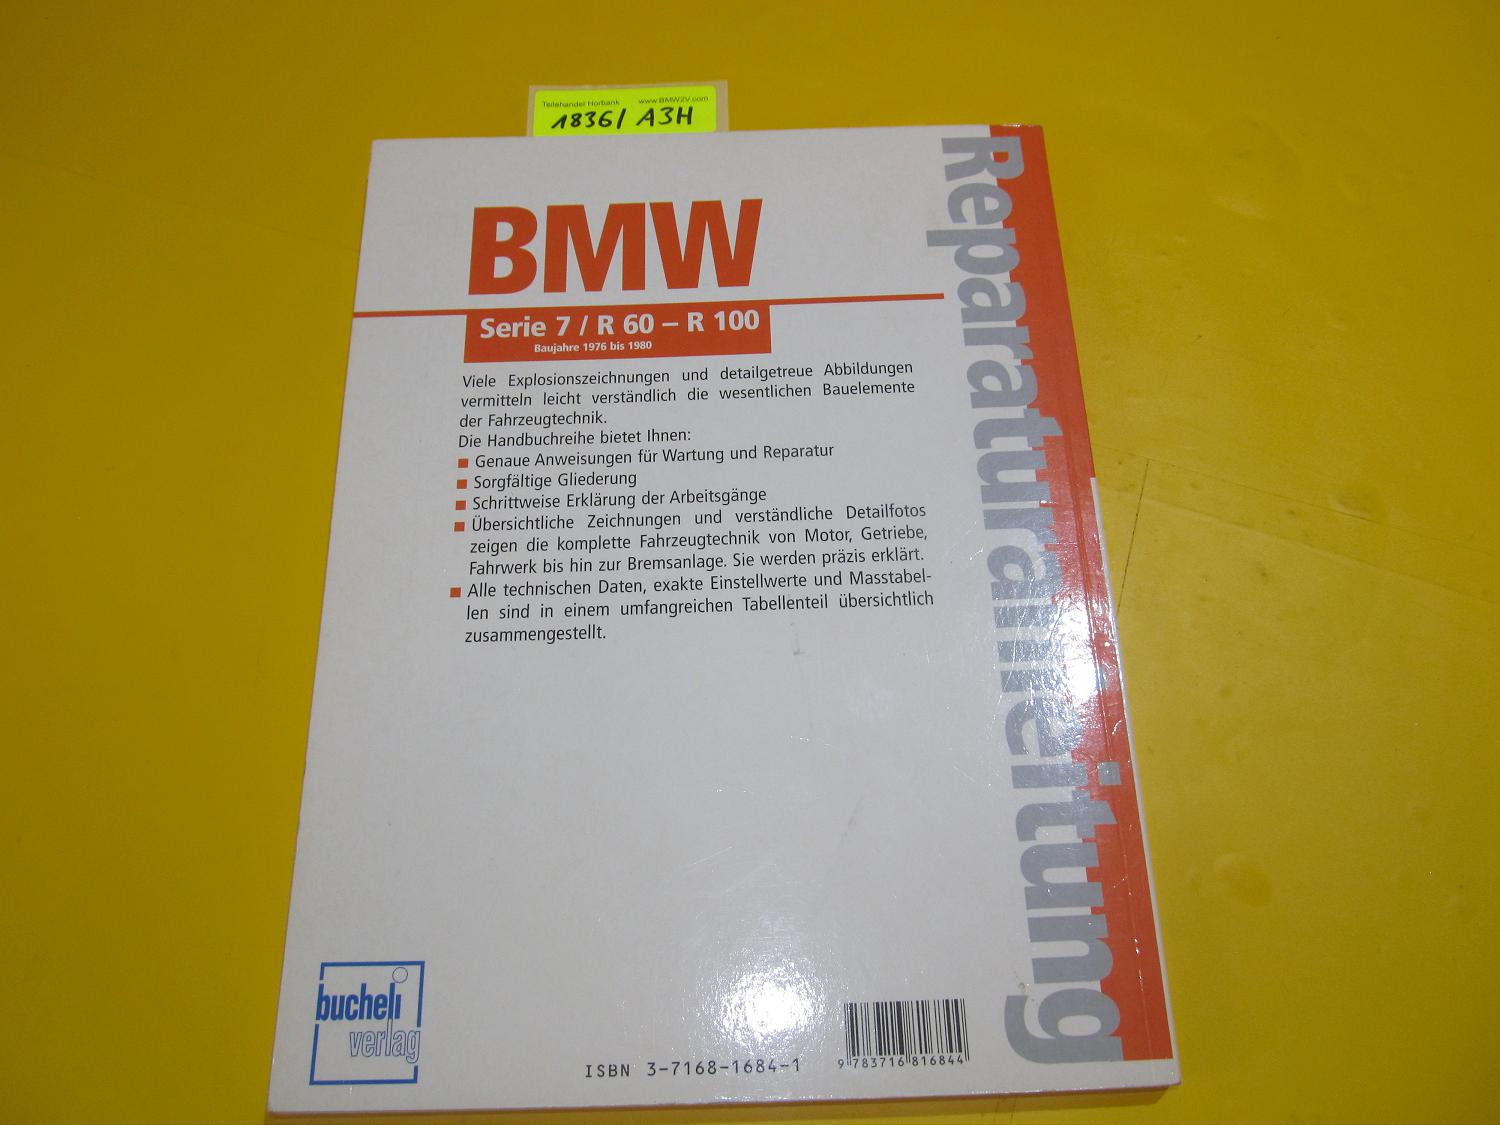 Teilehandel Horbank www.BMW2V.com
1836/ A3H
BMW
Serie 7 / R 60 – R 100
Baujahre 1976 bis 1980
Viele Explosionszeichnungen und detailgetreue Abbildungen
vermitteln leicht verständlich die wesentlichen Bauelemente
der Fahrzeugtechnik.
Die Handbuchreihe bietet Ihnen:
■ Genaue Anweisungen für Wartung und Reparatur
■ Sorgfältige Gliederung
■ Schrittweise Erklärung der Arbeitsgänge
■ Übersichtliche Zeichnungen und verständliche Detailfotos
zeigen die komplette Fahrzeugtechnik von Motor, Getriebe,
Fahrwerk bis hin zur Bremsanlage. Sie werden präzis erklärt.
■ Alle technischen Daten, exakte Einstellwerte und Masstabel-
len sind in einem umfangreichen Tabellenteil übersichtlich
zusammengestellt.
Reparaturanleitung
bucheli
verlag
ISBN 3-7168-1684-1
9 783716 816844